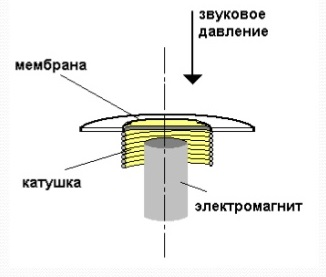 звуковое
давление
мембрана
катушка
электромагнит